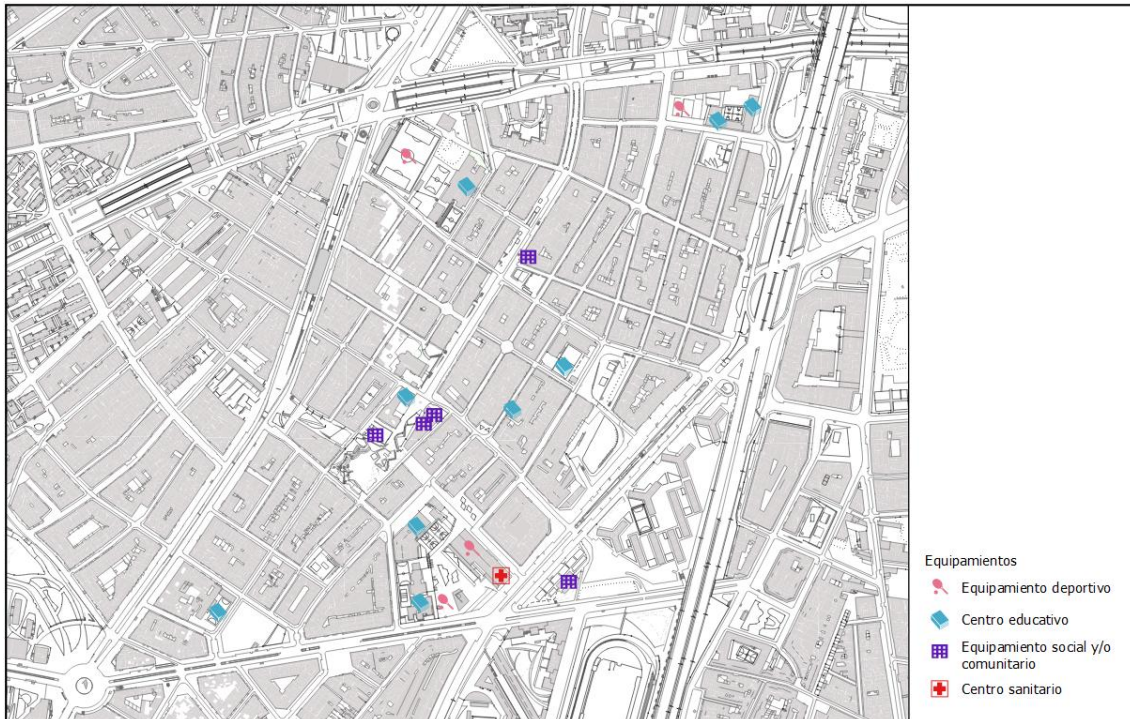 Equipamientos
Equipamiento deportivo
Centro educativo
Equipamiento social y/o
comunitario
Centro sanitario